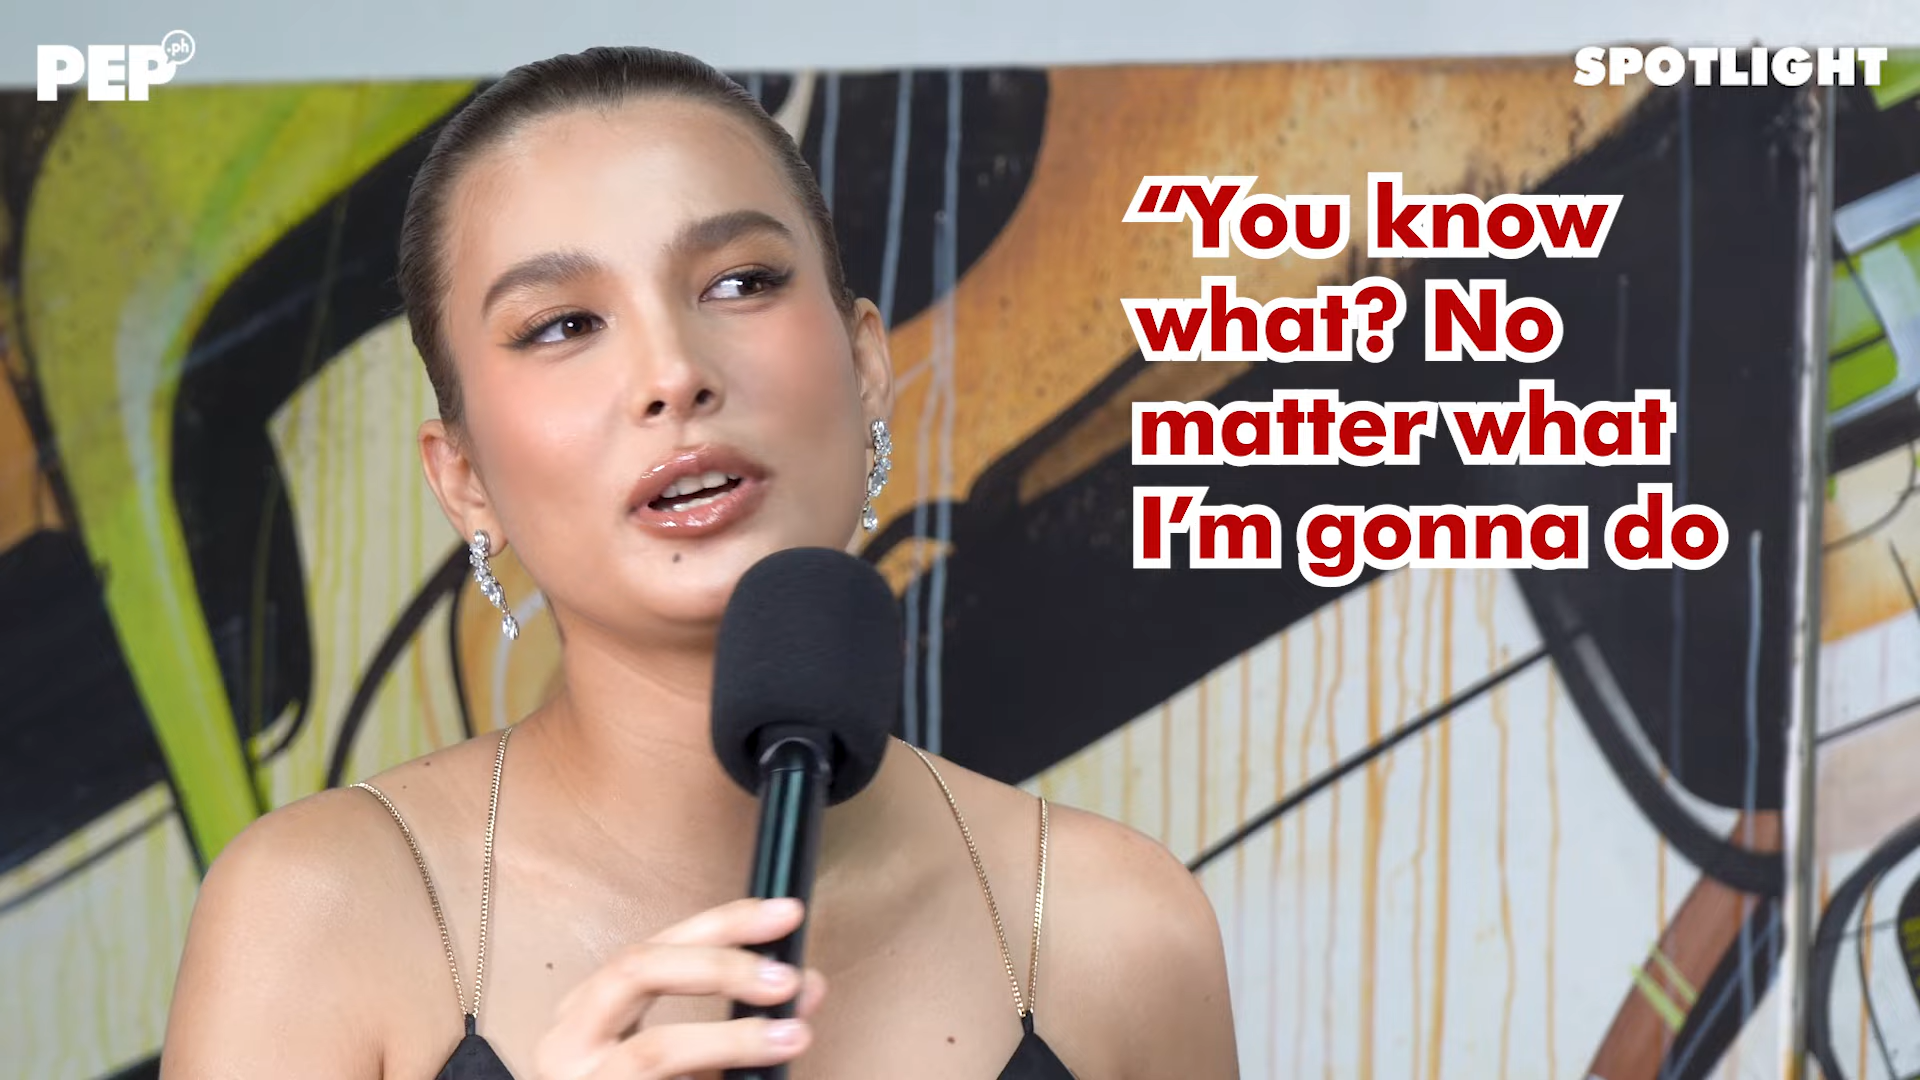 PEP.ph
SPOTLIGHT
“You know
what? No
matter what
I’m gonna do